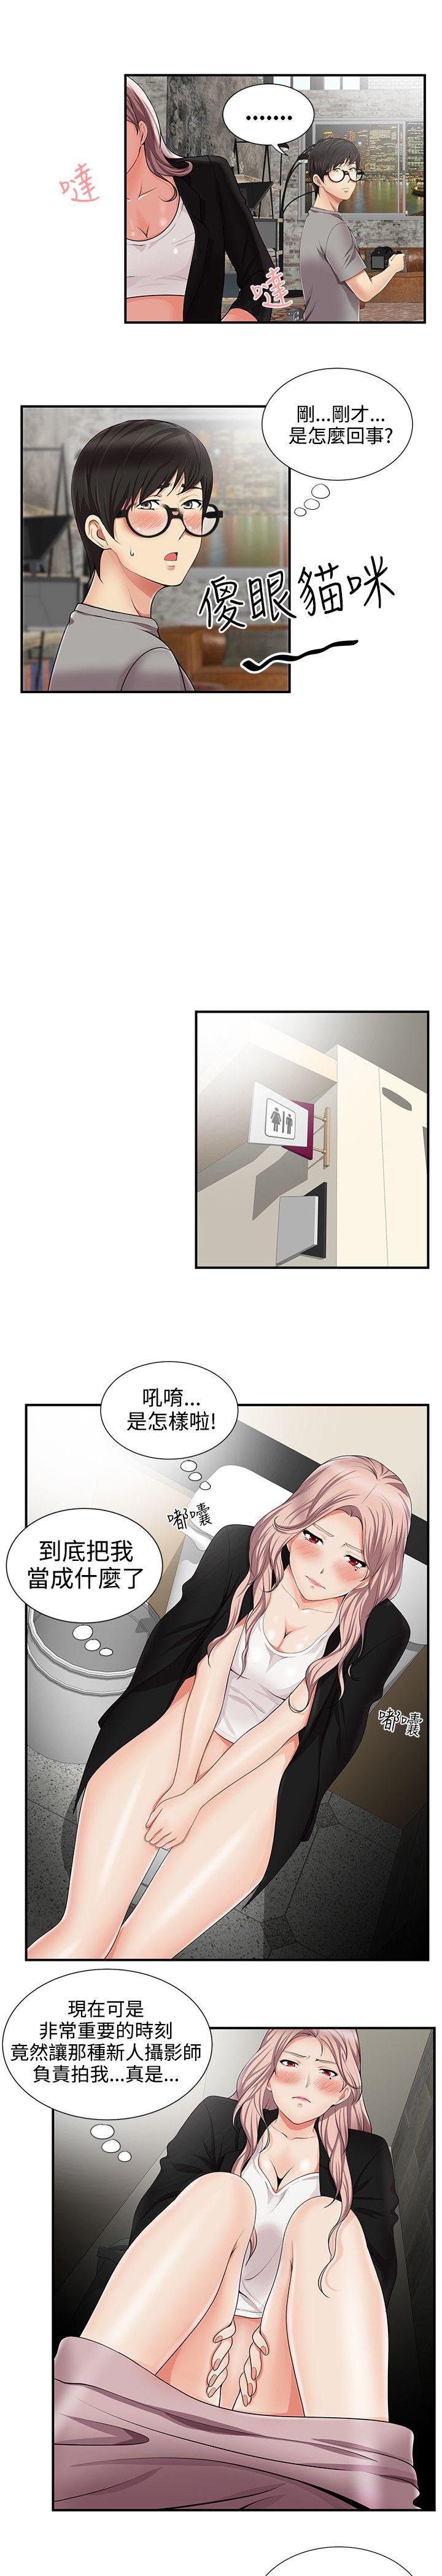 .......
噠
噠
剛...剛才...
是怎麼回事?
傻眼貓咪
吼唷...
是怎樣啦!
嘟囔
到底把我
當成什麼了
嘟囔
現在可是
非常重要的時刻
竟然讓那種新人攝影師
負責拍我...真是...